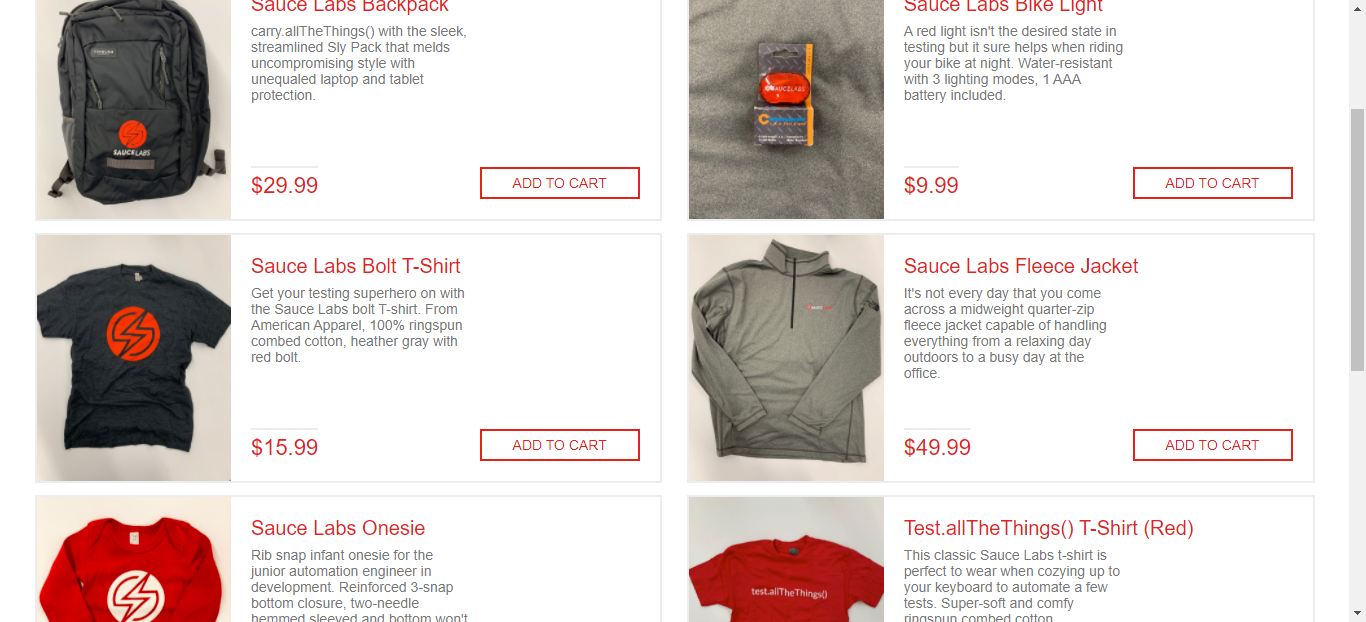 Sauce Labs Backpack
carry.allTheThings() with the sleek,
streamlined Sly Pack that melds
uncompromising style with
unequaled laptop and tablet
protection.
$29.99
ADD TO CART
SAUCELABS
Sauce Labs Bike Light
A red light isn't the desired state in
testing but it sure helps when riding
your bike at night. Water-resistant
with 3 lighting modes, 1 AAA
battery included.
$9.99
ADD TO CART
SAUCELABS
Sauce Labs Bolt T-Shirt
Get your testing superhero on with
the Sauce Labs bolt T-shirt. From
American Apparel, 100% ringspun
combed cotton, heather gray with
red bolt.
$15.99
ADD TO CART
Sauce Labs Fleece Jacket
It's not every day that you come
across a midweight quarter-zip
fleece jacket capable of handling
everything from a relaxing day
outdoors to a busy day at the
office.
$49.99
ADD TO CART
Sauce Labs Onesie
Rib snap infant onesie for the
junior automation engineer in
development. Reinforced 3-snap
bottom closure, two-needle
hemmed sleeved and bottom won't
Test.allTheThings() T-Shirt (Red)
This classic Sauce Labs t-shirt is
perfect to wear when cozying up to
your keyboard to automate a few
tests. Super-soft and comfy
ringspun combed cotton
test.allTheThings()